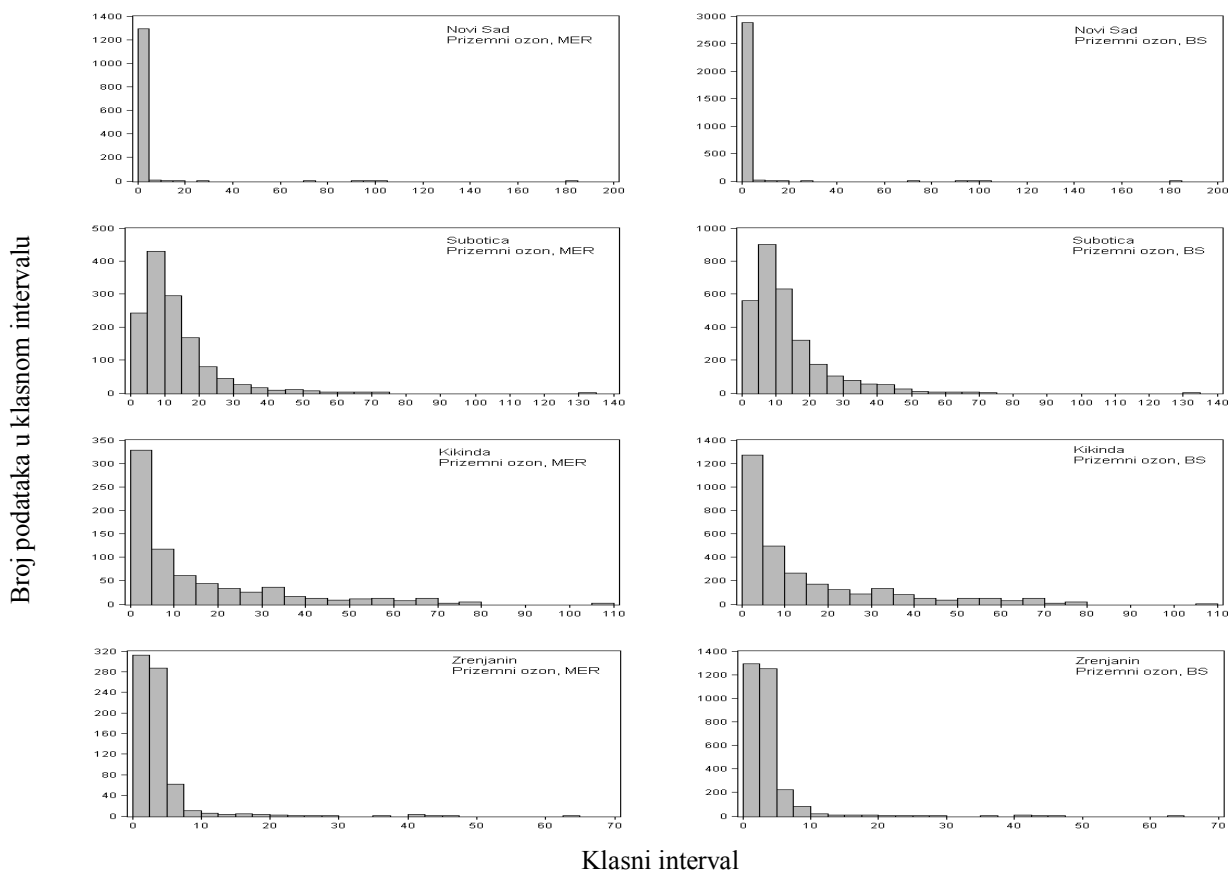 Broj podataka u klasnom intervalu
1400
1200
1000
800
600
400
200
0
Novi Sad
Prizemni ozon, MER
0 20 40 60 80 100 120 140 160 180 200
3000
2500
2000
1500
1000
500
0
Novi Sad
Prizemni ozon, BS
0 20 40 60 80 100 120 140 160 180 200
500
400
300
200
100
0
Subotica
Prizemni ozon, MER
0 10 20 30 40 50 60 70 80 90 100 110 120 130 140
1000
800
600
400
200
0
Subotica
Prizemni ozon, BS
0 10 20 30 40 50 60 70 80 90 100 110 120 130 140
350
300
250
200
150
100
50
0
Kikinda
Prizemni ozon, MER
0 10 20 30 40 50 60 70 80 90 100 110
1400
1200
1000
800
600
400
200
0
Kikinda
Prizemni ozon, BS
0 10 20 30 40 50 60 70 80 90 100 110
320
280
240
200
160
120
80
40
0
Zrenjanin
Prizemni ozon, MER
0 10 20 30 40 50 60 70
1400
1200
1000
800
600
400
200
0
Zrenjanin
Prizemni ozon, BS
0 10 20 30 40 50 60 70
Klasni interval